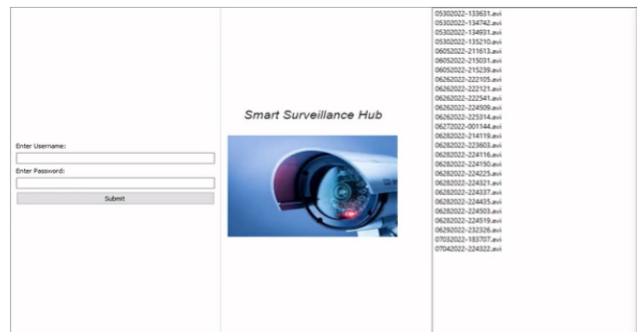 Enter Username:
Enter Password:
Submit
Smart Surveillance Hub
05302022-133631.avi
05302022-134742.avi
05302022-134931.avi
05302022-135210.avi
06052022-211613.avi
06052022-215031.avi
06052022-215239.avi
06262022-222105.avi
06262022-222121.avi
06262022-222541.avi
06262022-224509.avi
06262022-225314.avi
06272022-001144.avi
06282022-214119.avi
06282022-223603.avi
06282022-224116.avi
06282022-224150.avi
06282022-224225.avi
06282022-224321.avi
06282022-224337.avi
06282022-224435.avi
06282022-224503.avi
06282022-224519.avi
06292022-232326.avi
07032022-183707.avi
07042022-224322.avi